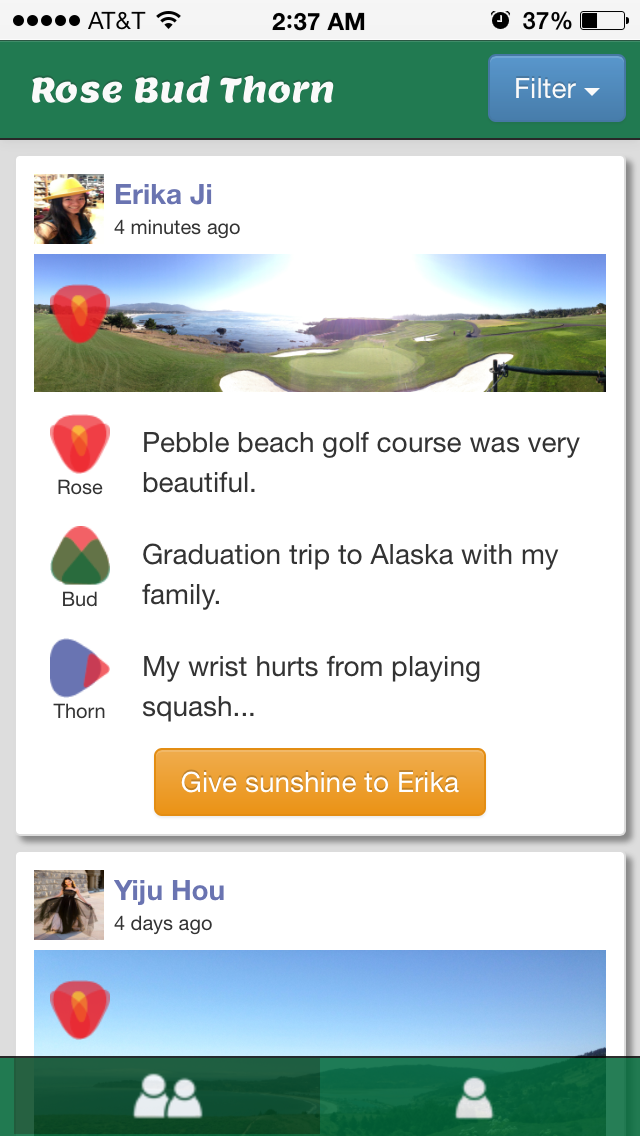 AT&T 2:37 AM 37%
Rose Bud Thorn
Filter
Erika Ji
4 minutes ago
Pebble beach golf course was very
beautiful.
Rose
Graduation trip to Alaska with my
family.
Bud
My wrist hurts from playing
squash...
Thorn
Give sunshine to Erika
Yiju Hou
4 days ago